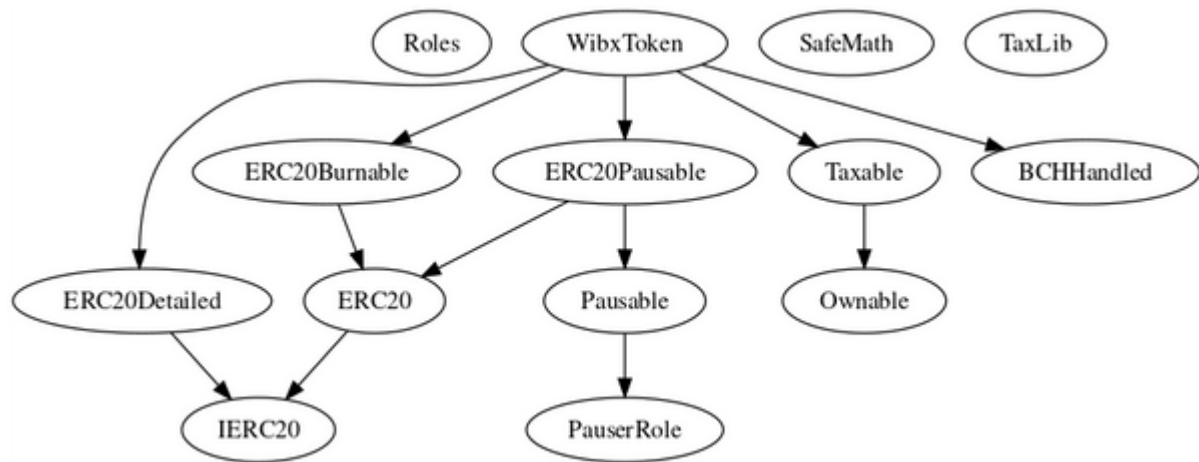 Roles
WibxToken
SafeMath
TaxLib
ERC20Burnable
ERC20Pausable
Taxable
BCHHandled
ERC20Detailed
ERC20
Pausable
Ownable
IERC20
PauserRole